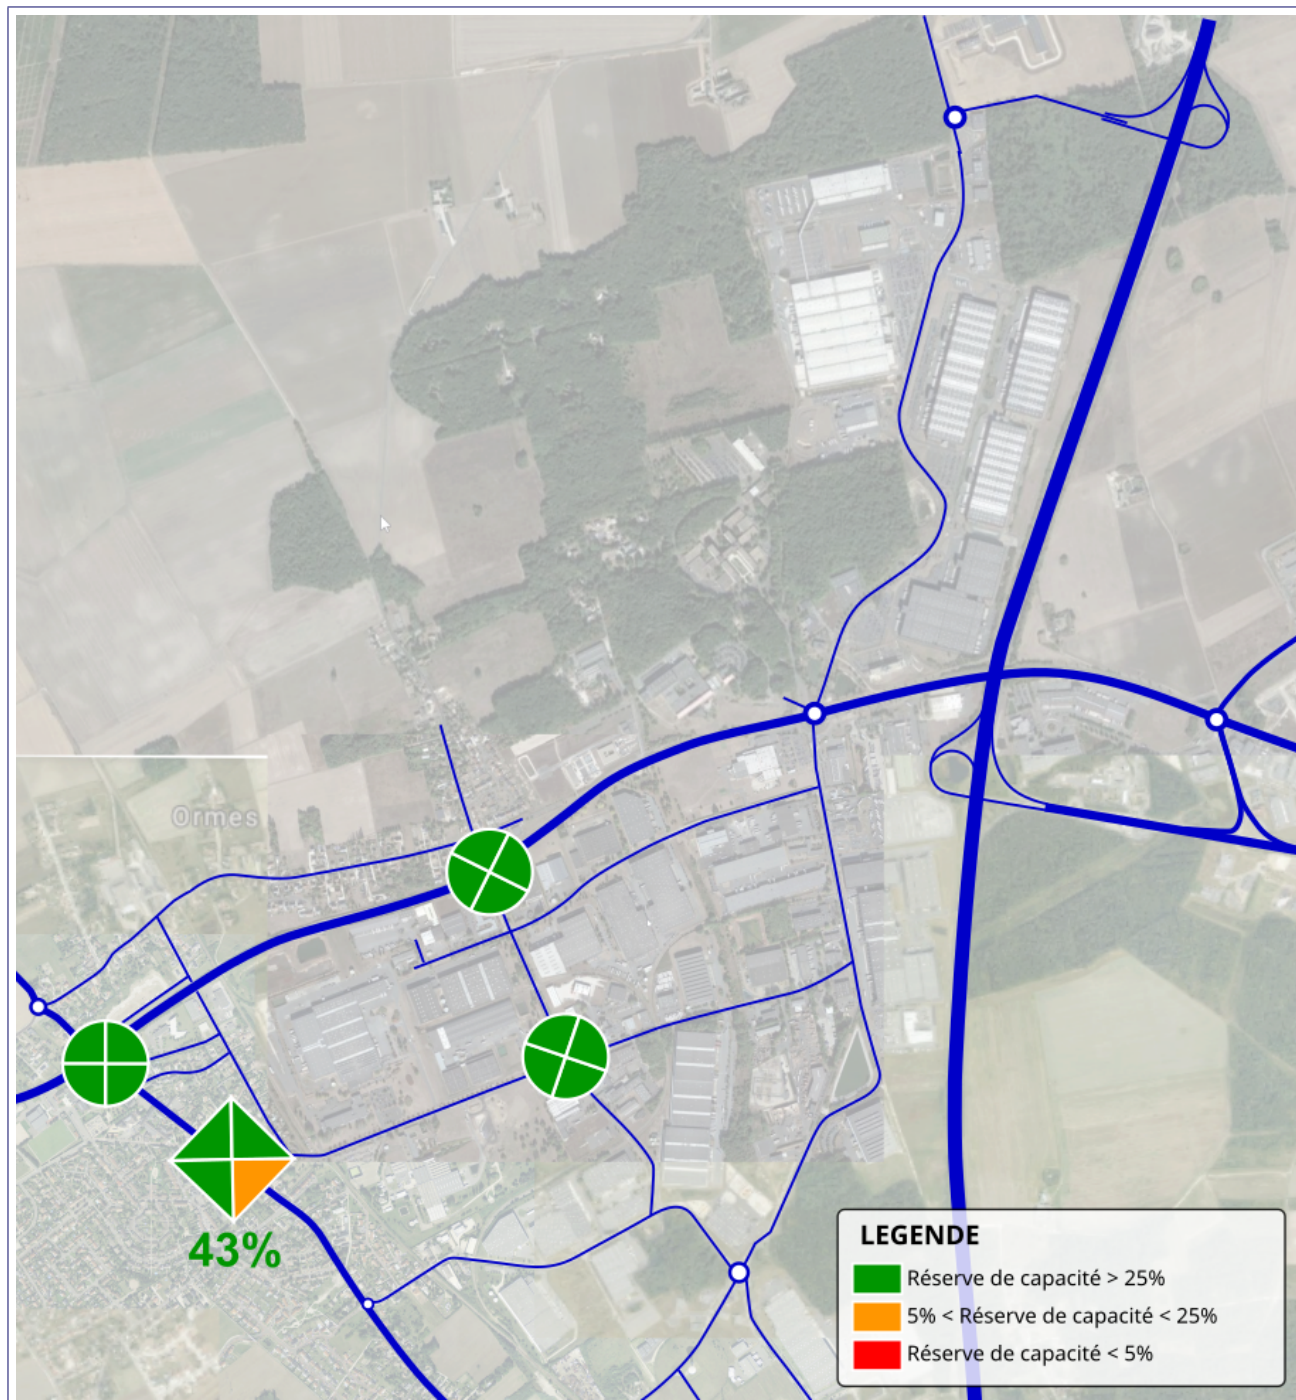 Ormes
43%
LEGENDE
Réserve de capacité > 25%
5% < Réserve de capacité < 25%
Réserve de capacité < 5%